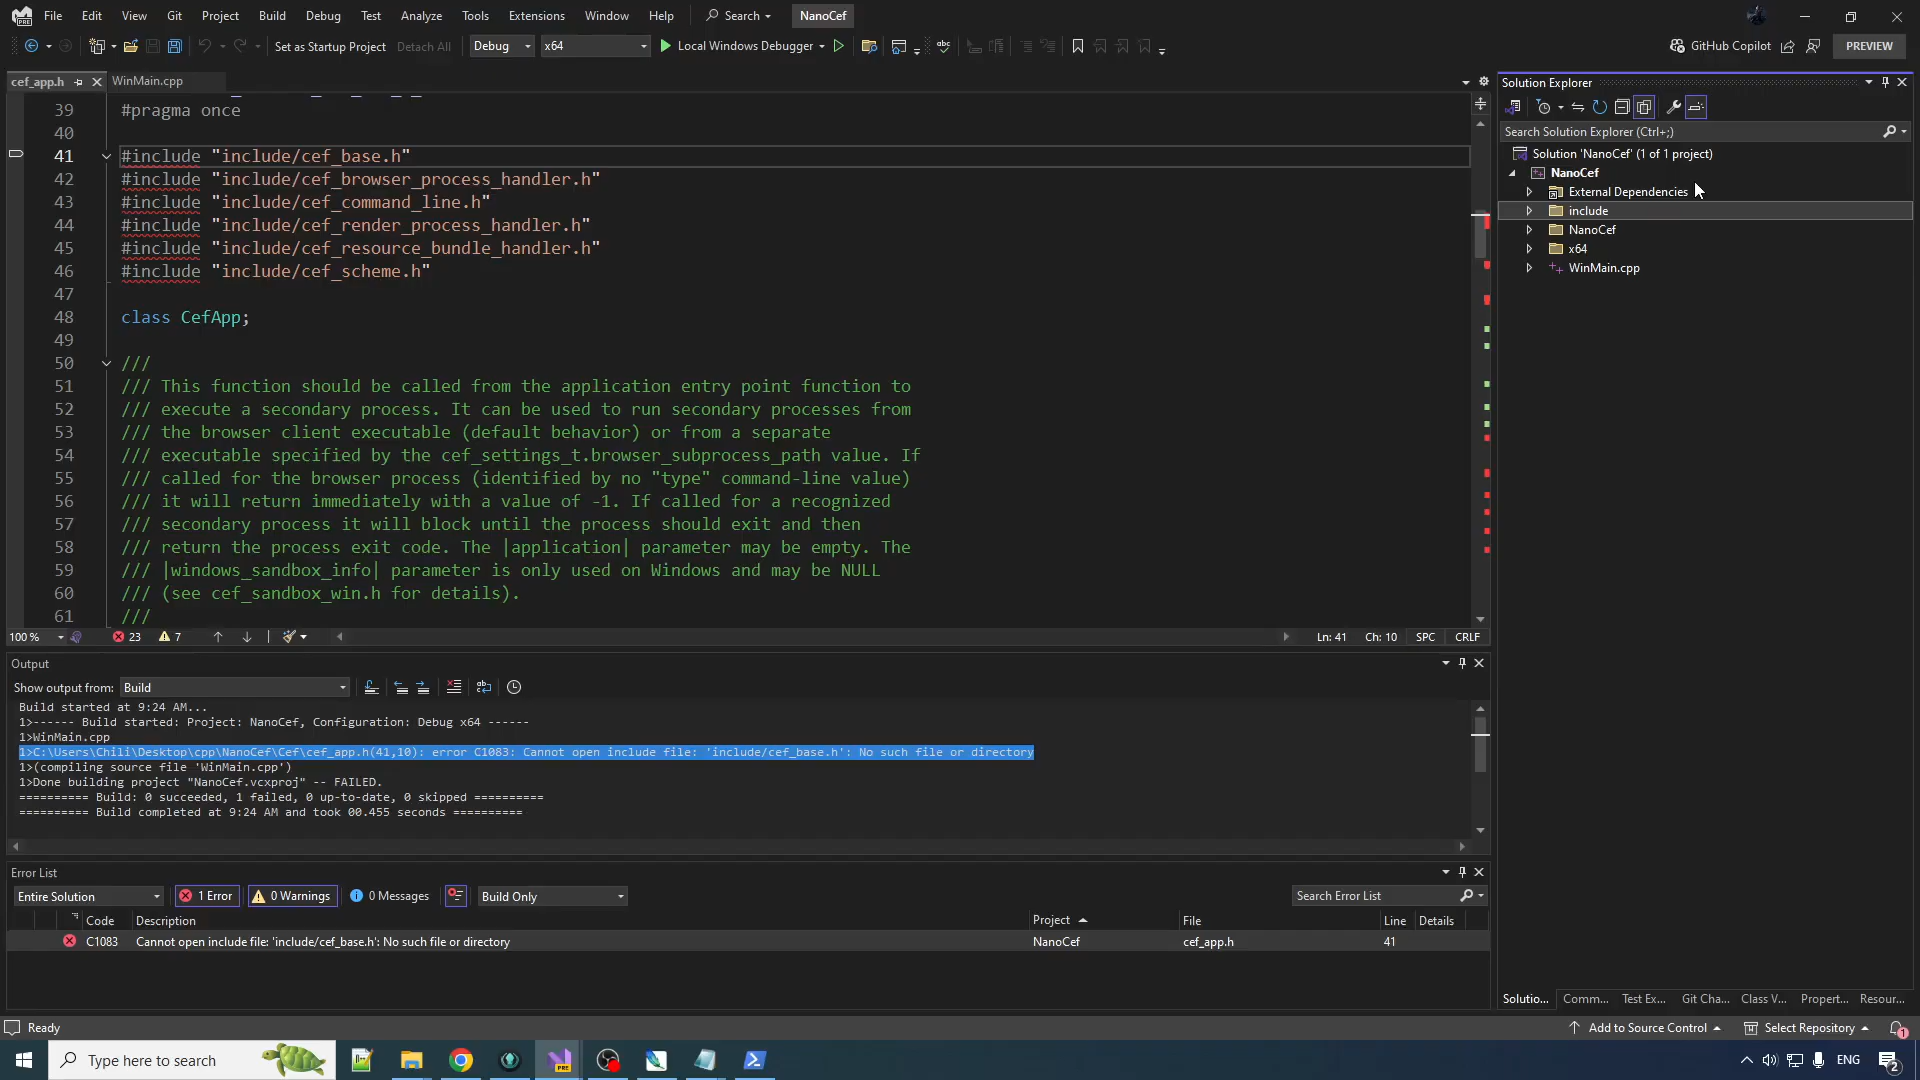 File Edit View Git Project Build Debug Test Analyze Tools Extensions Window Help Search NanoCef
Set as Startup Project Detach All Debug x64 Local Windows Debugger GitHub Copilot PREVIEW
cef_app.h WinMain.cpp
39 #pragma once
40
41 #include "include/cef_base.h"
42 #include "include/cef_browser_process_handler.h"
43 #include "include/cef_command_line.h"
44 #include "include/cef_render_process_handler.h"
45 #include "include/cef_resource_bundle_handler.h"
46 #include "include/cef_scheme.h"
47
48 class CefApp;
49
50 ///
51 /// This function should be called from the application entry point function to
52 /// execute a secondary process. It can be used to run secondary processes from
53 /// the browser client executable (default behavior) or from a separate
54 /// executable specified by the cef_settings_t.browser_subprocess_path value. If
55 /// called for the browser process (identified by no "type" command-line value)
56 /// it will return immediately with a value of -1. If called for a recognized
57 /// secondary process it will block until the process should exit and then
58 /// return the process exit code. The |application| parameter may be empty. The
59 /// |windows_sandbox_info| parameter is only used on Windows and may be NULL
60 /// (see cef_sandbox_win.h for details).
61 ///
100 % 23 7 Ln: 41 Ch: 10 SPC CRLF
Output
Show output from: Build
Build started at 9:24 AM...
1>------ Build started: Project: NanoCef, Configuration: Debug x64 ------
1>WinMain.cpp
1>C:\Users\Chili\Desktop\cpp\NanoCef\Cef\cef_app.h(41,10): error C1083: Cannot open include file: 'include/cef_base.h': No such file or directory
1>(compiling source file 'WinMain.cpp')
1>Done building project "NanoCef.vcxproj" -- FAILED.
========== Build: 0 succeeded, 1 failed, 0 up-to-date, 0 skipped ==========
========== Build completed at 9:24 AM and took 00.455 seconds ==========
Error List
Entire Solution 1 Error 0 Warnings 0 Messages Build Only Search Error List
Code Description Project File Line Details
C1083 Cannot open include file: 'include/cef_base.h': No such file or directory NanoCef cef_app.h 41
Solution Explorer
Search Solution Explorer (Ctrl+;)
Solution 'NanoCef' (1 of 1 project)
NanoCef
External Dependencies
include
NanoCef
x64
WinMain.cpp
Solutio... Comm... Test Ex... Git Cha... Class V... Propert... Resour...
Ready Add to Source Control Select Repository 1
Type here to search PRE ENG 2